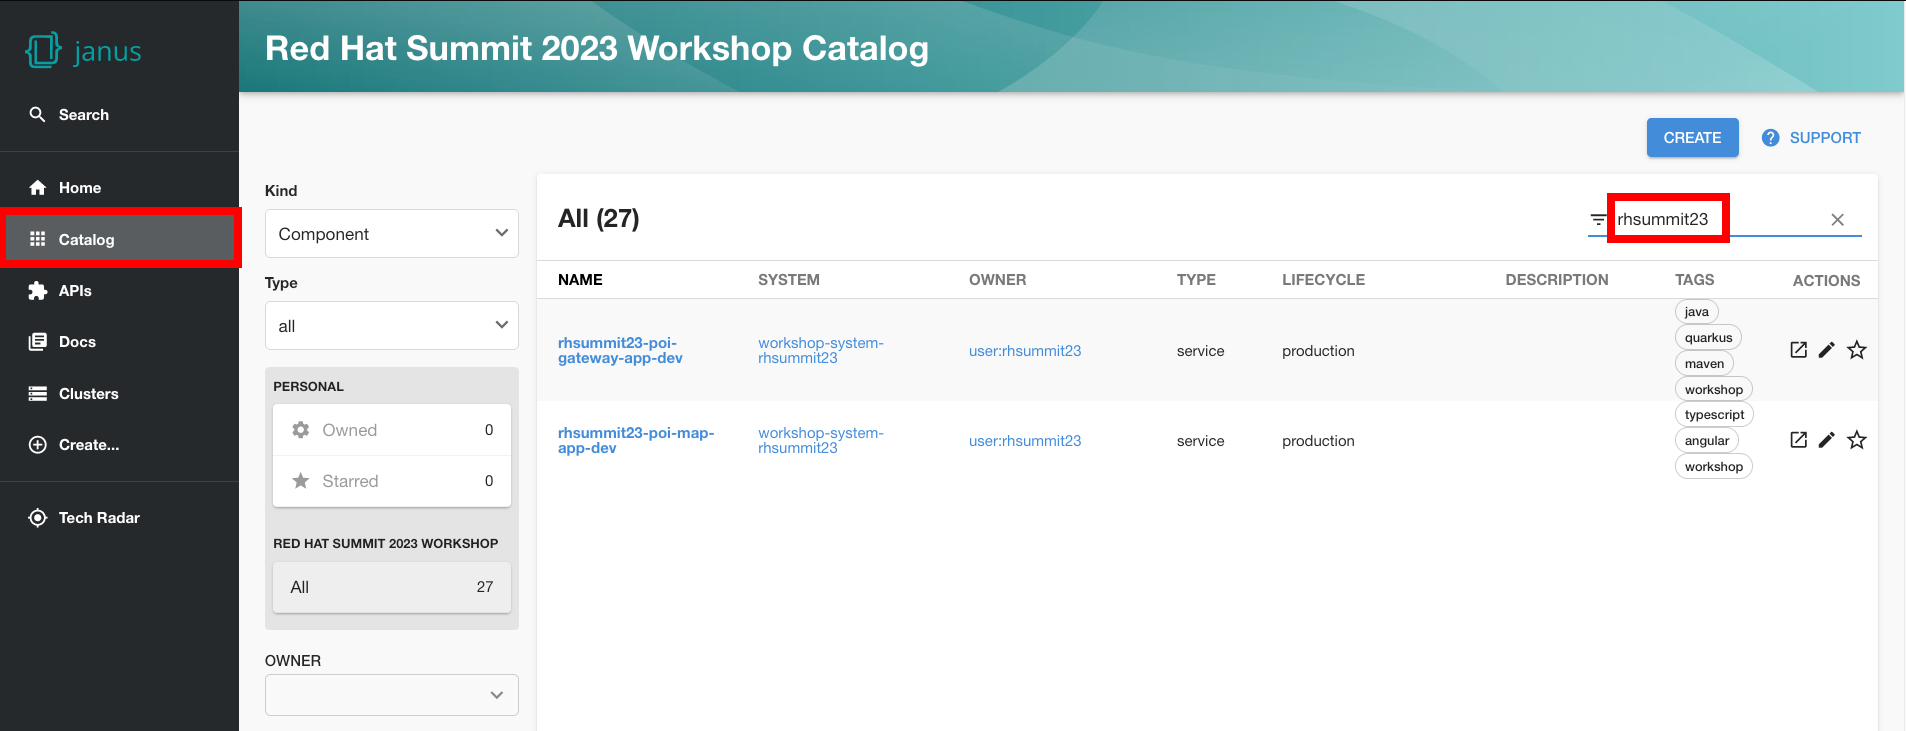 janus
Search
Home
Catalog
APIs
Docs
Clusters
Create...
Tech Radar
Red Hat Summit 2023 Workshop Catalog
CREATE
? SUPPORT
Kind
Component
Type
all
PERSONAL
Owned 0
Starred 0
RED HAT SUMMIT 2023 WORKSHOP
All 27
OWNER
All (27)
rhsummit23
NAME SYSTEM OWNER TYPE LIFECYCLE DESCRIPTION TAGS ACTIONS
rhsummit23-poi-
gateway-app-dev
workshop-system-
rhsummit23
user:rhsummit23
service
production
java
quarkus
maven
workshop
rhsummit23-poi-map-
app-dev
workshop-system-
rhsummit23
user:rhsummit23
service
production
typescript
angular
workshop